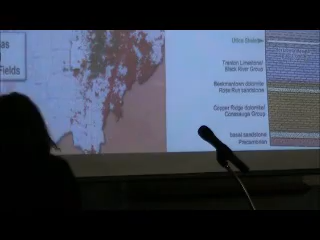 as
Fields
Utica Shale
Trenton Limestone/
Black River Group
Beekmantown dolomite/
Rose Run sandstone
Copper Ridge dolomite/
Conasauga Group
basal sandstone
Precambrian